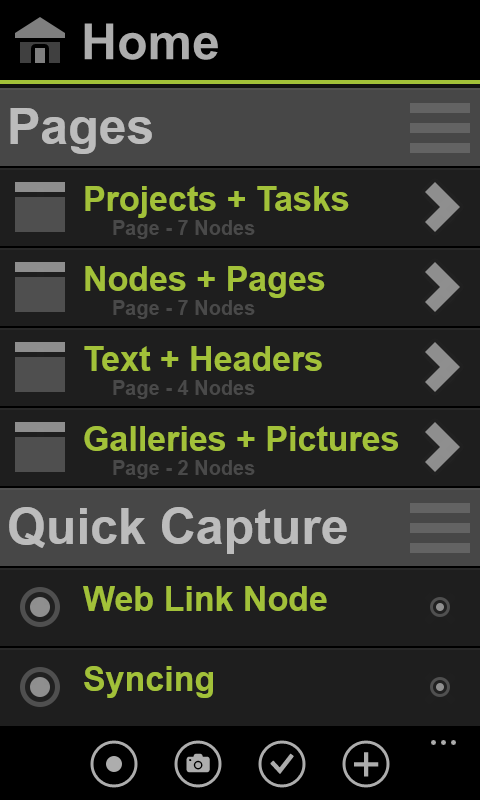 Home
Pages
Projects + Tasks
Page - 7 Nodes
Nodes + Pages
Page - 7 Nodes
Text + Headers
Page - 4 Nodes
Galleries + Pictures
Page - 2 Nodes
Quick Capture
Web Link Node
Syncing